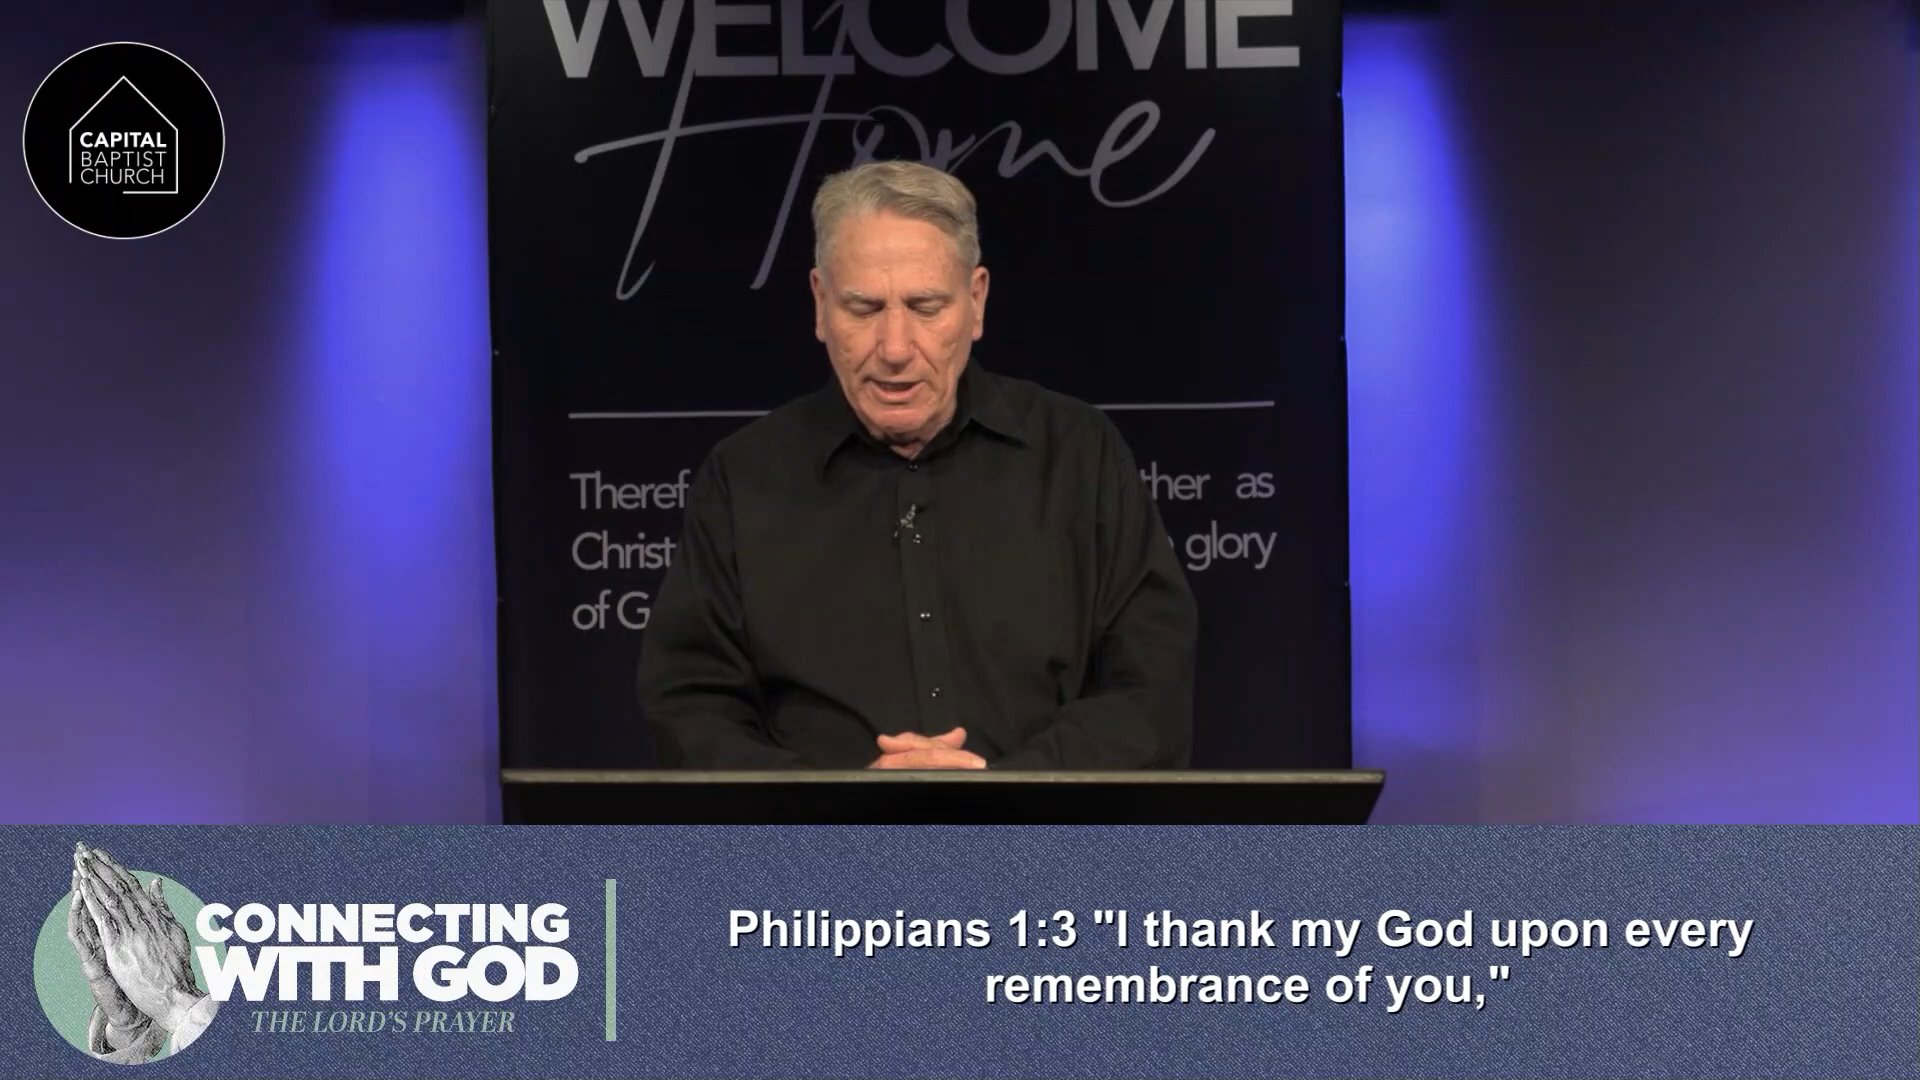 WELCOME
Home
CAPITAL
BAPTIST
CHURCH
ther as
Christ
glory
of G
CONNECTING
WITH GOD
THE LORD'S PRAYER
Philippians 1:3 "I thank my God upon every
remembrance of you,"